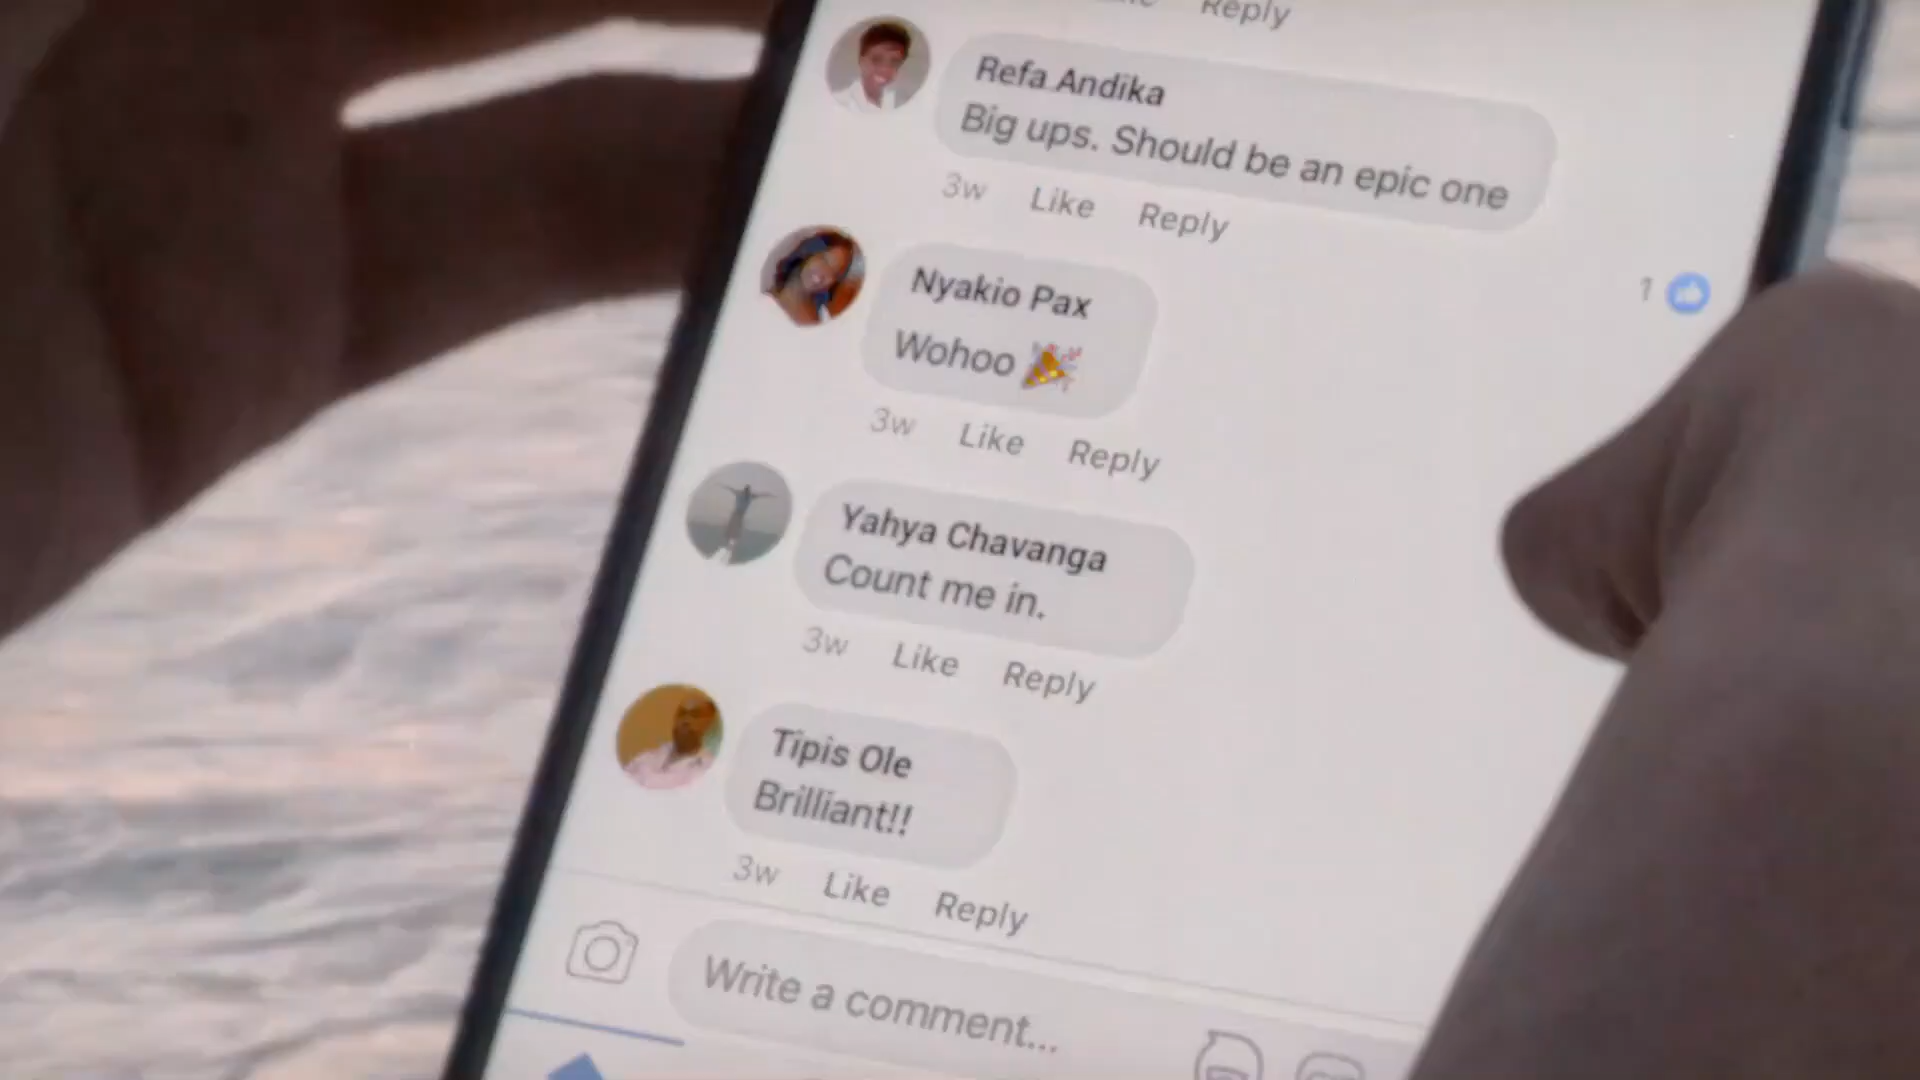 Reply
Refa Andika
Big ups. Should be an epic one
3w Like Reply
Nyakio Pax
1
Wohoo
3w Like Reply
Yahya Chavanga
Count me in.
3w Like Reply
Tipis Ole
Brilliant!!
3w Like Reply
Write a comment...